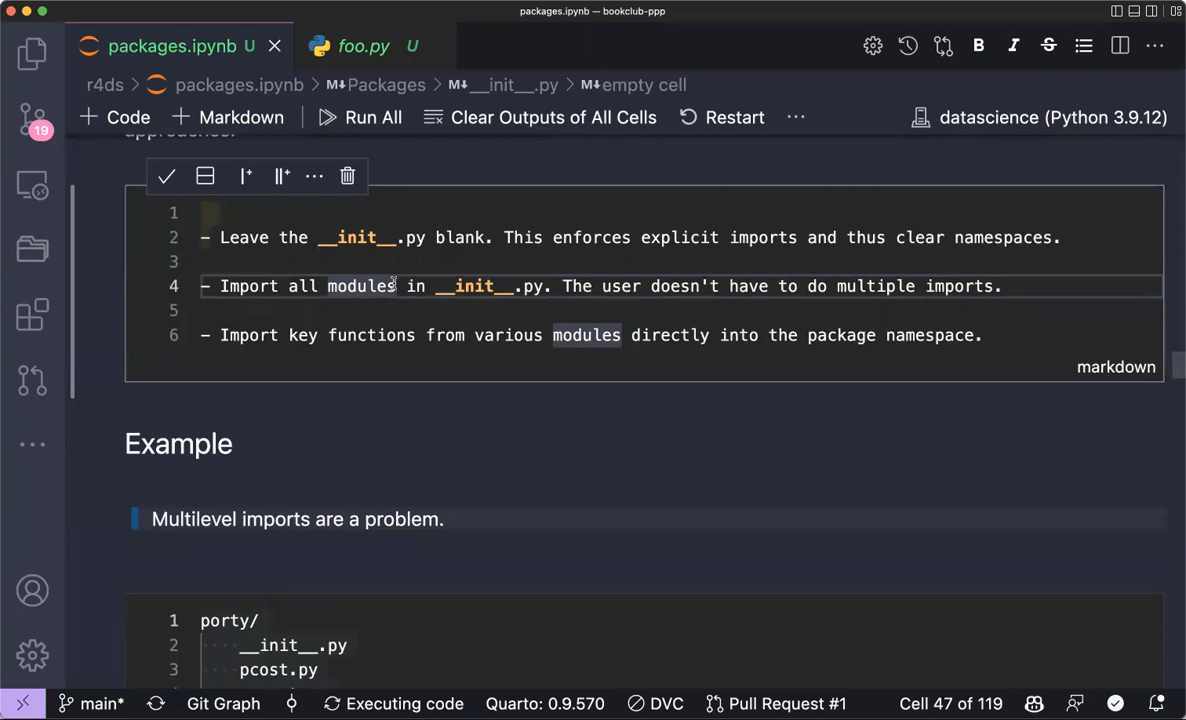 packages.ipynb — bookclub-ppp
packages.ipynb U foo.py U
r4ds > packages.ipynb > Packages > __init__.py > empty cell
+ Code + Markdown Run All Clear Outputs of All Cells Restart ... datascience (Python 3.9.12)
approaches:
19
1
2 - Leave the __init__.py blank. This enforces explicit imports and thus clear namespaces.
3
4 - Import all modules in __init__.py. The user doesn't have to do multiple imports.
5
6 - Import key functions from various modules directly into the package namespace.
markdown
Example
Multilevel imports are a problem.
1 porty/
2 __init__.py
3 pcost.py
main* Git Graph Executing code Quarto: 0.9.570 DVC Pull Request #1 Cell 47 of 119